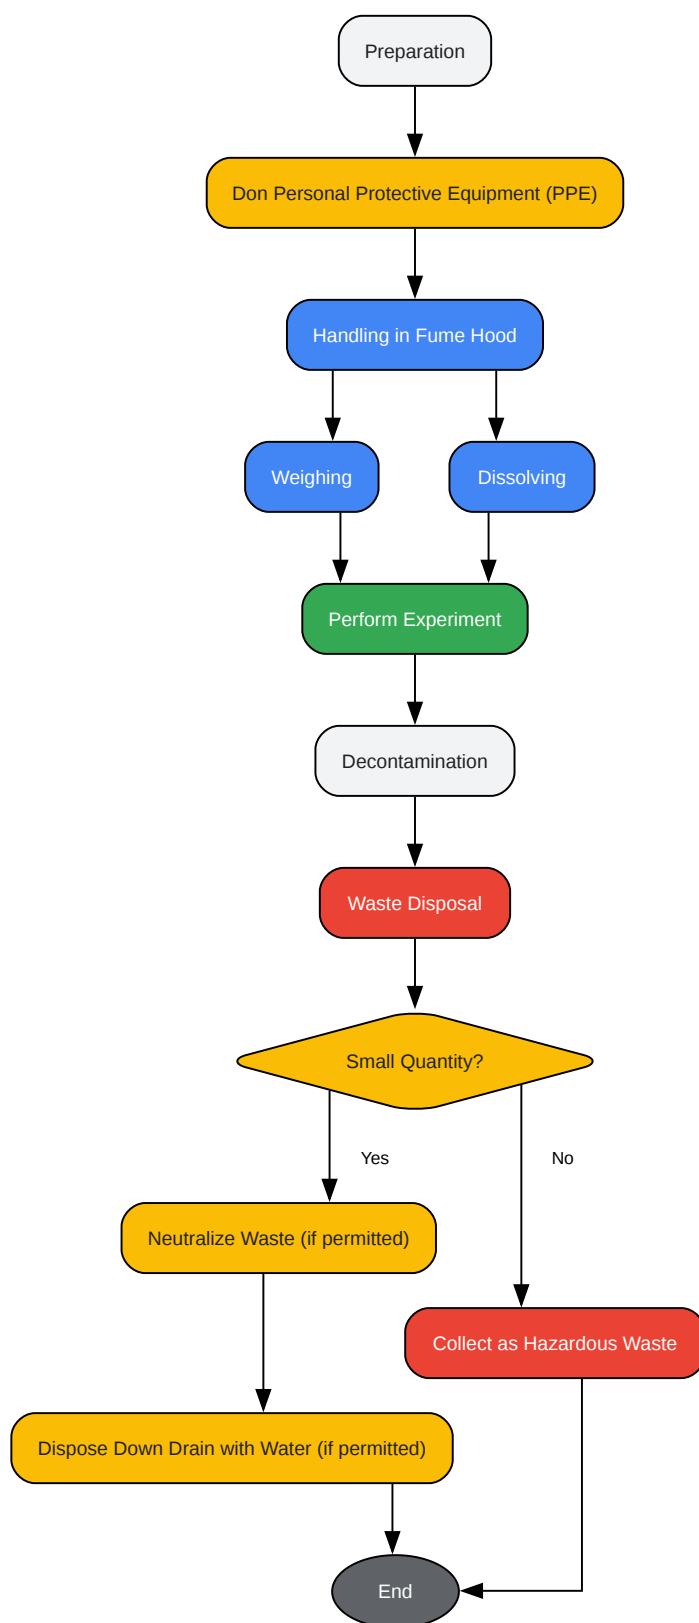 Preparation
Don Personal Protective Equipment (PPE)
Handling in Fume Hood
Weighing
Dissolving
Perform Experiment
Decontamination
Waste Disposal
Small Quantity?
Yes
No
Neutralize Waste (if permitted)
Collect as Hazardous Waste
Dispose Down Drain with Water (if permitted)
End